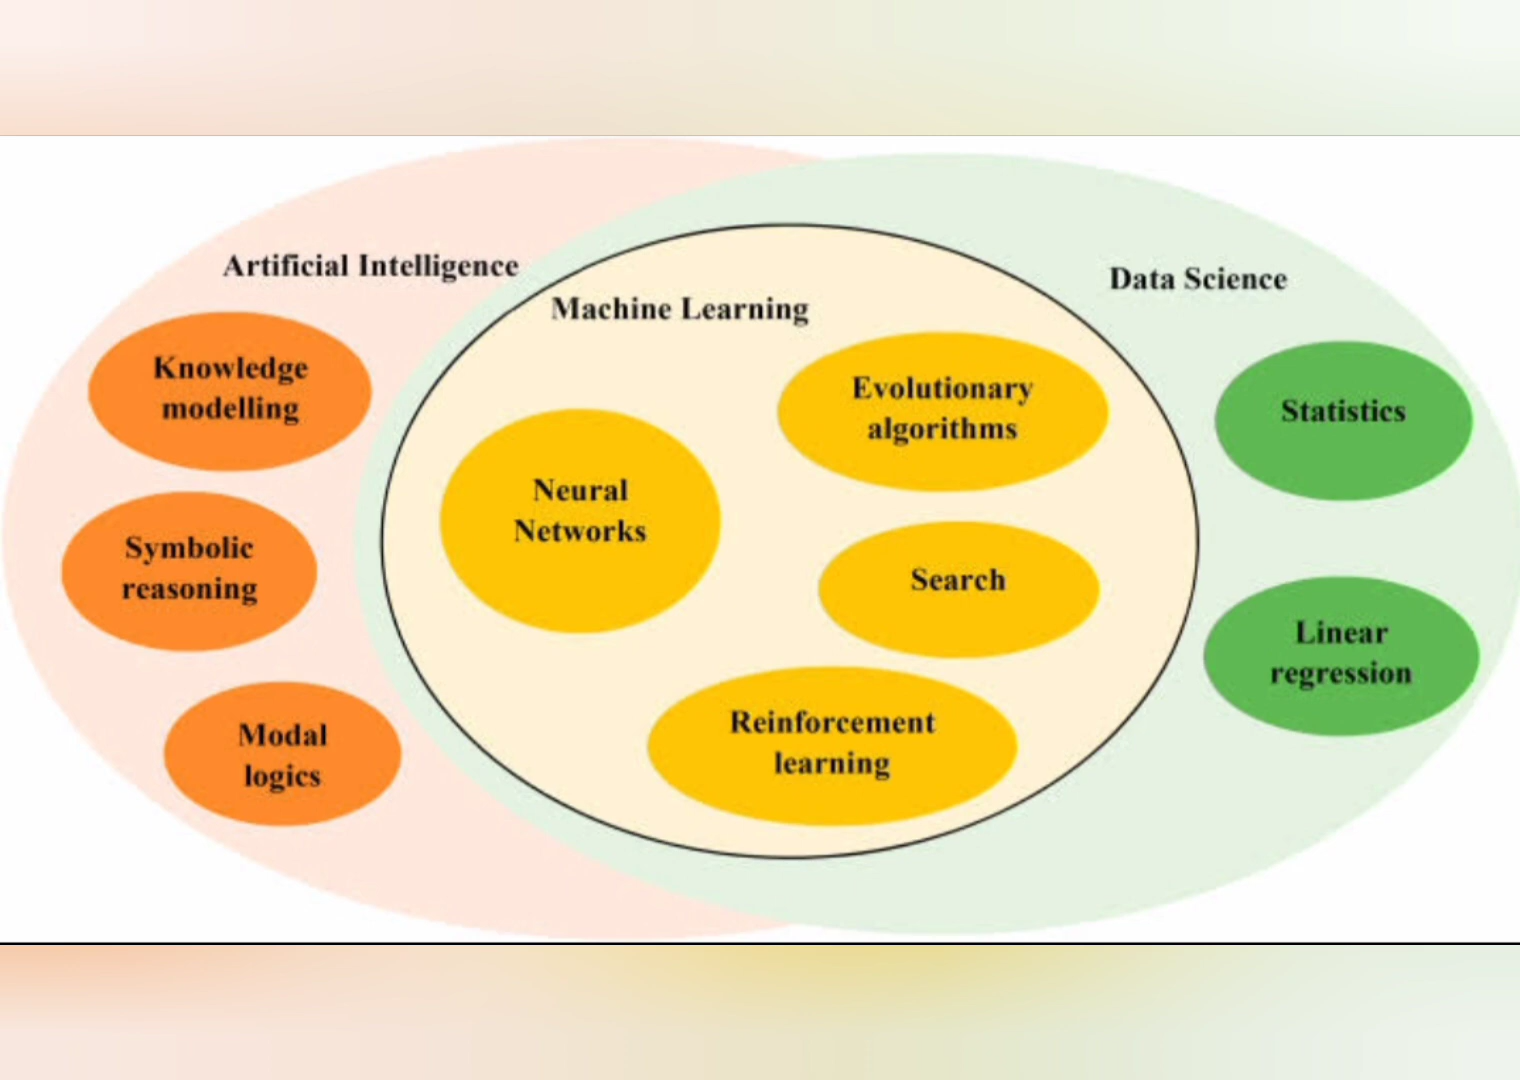 Artificial Intelligence
Machine Learning
Data Science
Knowledge
modelling
Symbolic
reasoning
Modal
logics
Neural
Networks
Evolutionary
algorithms
Search
Reinforcement
learning
Statistics
Linear
regression